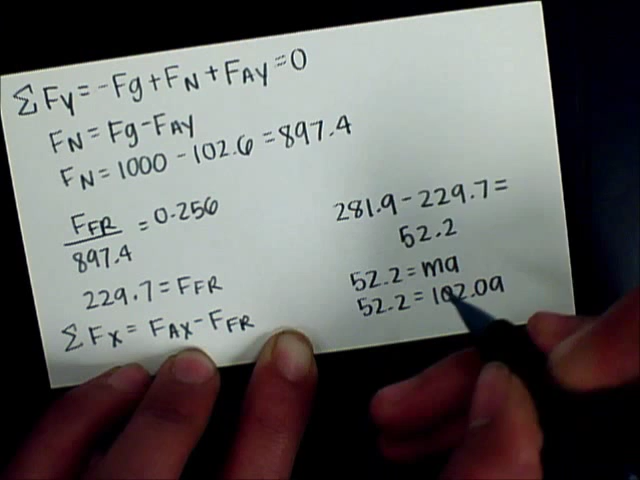 ΣFy=-Fg+FN+FAY=0
FN=Fg-FAY
FN=1000-102.6=897.4
FFR/897.4=0.256
229.7=FFR
ΣFx=FAX-FFR
281.9-229.7=
52.2
52.2=ma
52.2=102.0a